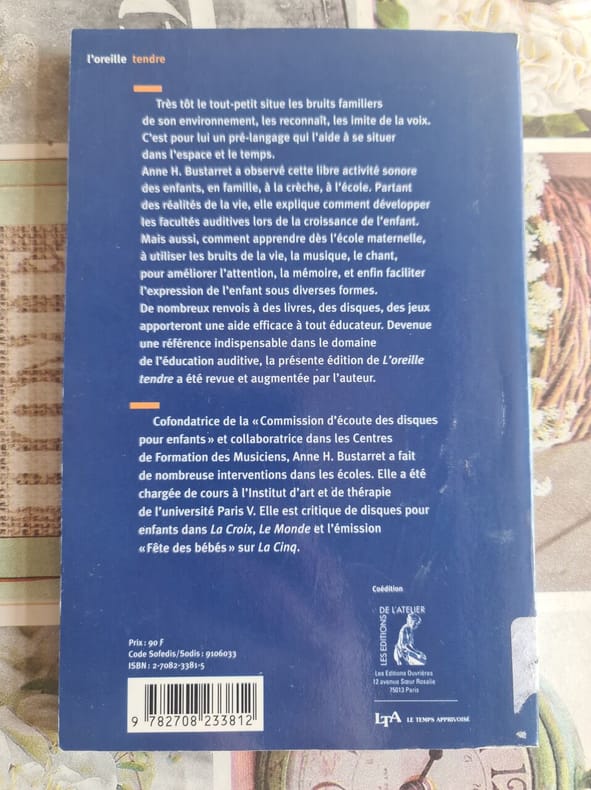 l'oreille tendre
Très tôt le tout-petit situe les bruits familiers
de son environnement, les reconnaît, les imite de la voix.
C'est pour lui un pré-langage qui l'aide à se situer
dans l'espace et le temps.
Anne H. Bustarret a observé cette libre activité sonore
des enfants, en famille, à la crèche, à l'école. Partant
des réalités de la vie, elle explique comment développer
les facultés auditives lors de la croissance de l'enfant.
Mais aussi, comment apprendre dès l'école maternelle,
à utiliser les bruits de la vie, la musique, le chant,
pour améliorer l'attention, la mémoire, et enfin faciliter
l'expression de l'enfant sous diverses formes.
De nombreux renvois à des livres, des disques, des jeux
apporteront une aide efficace à tout éducateur. Devenue
une référence indispensable dans le domaine
de l'éducation auditive, la présente édition de L'oreille
tendre a été revue et augmentée par l'auteur.
Cofondatrice de la « Commission d'écoute des disques
pour enfants » et collaboratrice dans les Centres
de Formation des Musiciens, Anne H. Bustarret a fait
de nombreuse interventions dans les écoles. Elle a été
chargée de cours à l'Institut d'art et de thérapie
de l'université Paris V. Elle est critique de disques pour
enfants dans La Croix, Le Monde et l'émission
« Fête des bébés » sur La Cinq.
Coédition
LES EDITIONS
DE L'ATELIER
Les Editions Ouvrières
12 avenue Sœur Rosalie
75013 Paris
LTA LE TEMPS APPRIVOISÉ
Prix : 90 F
Code Sofedis/Sodis : 9106033
ISBN : 2-7082-3381-5
9 782708 233812